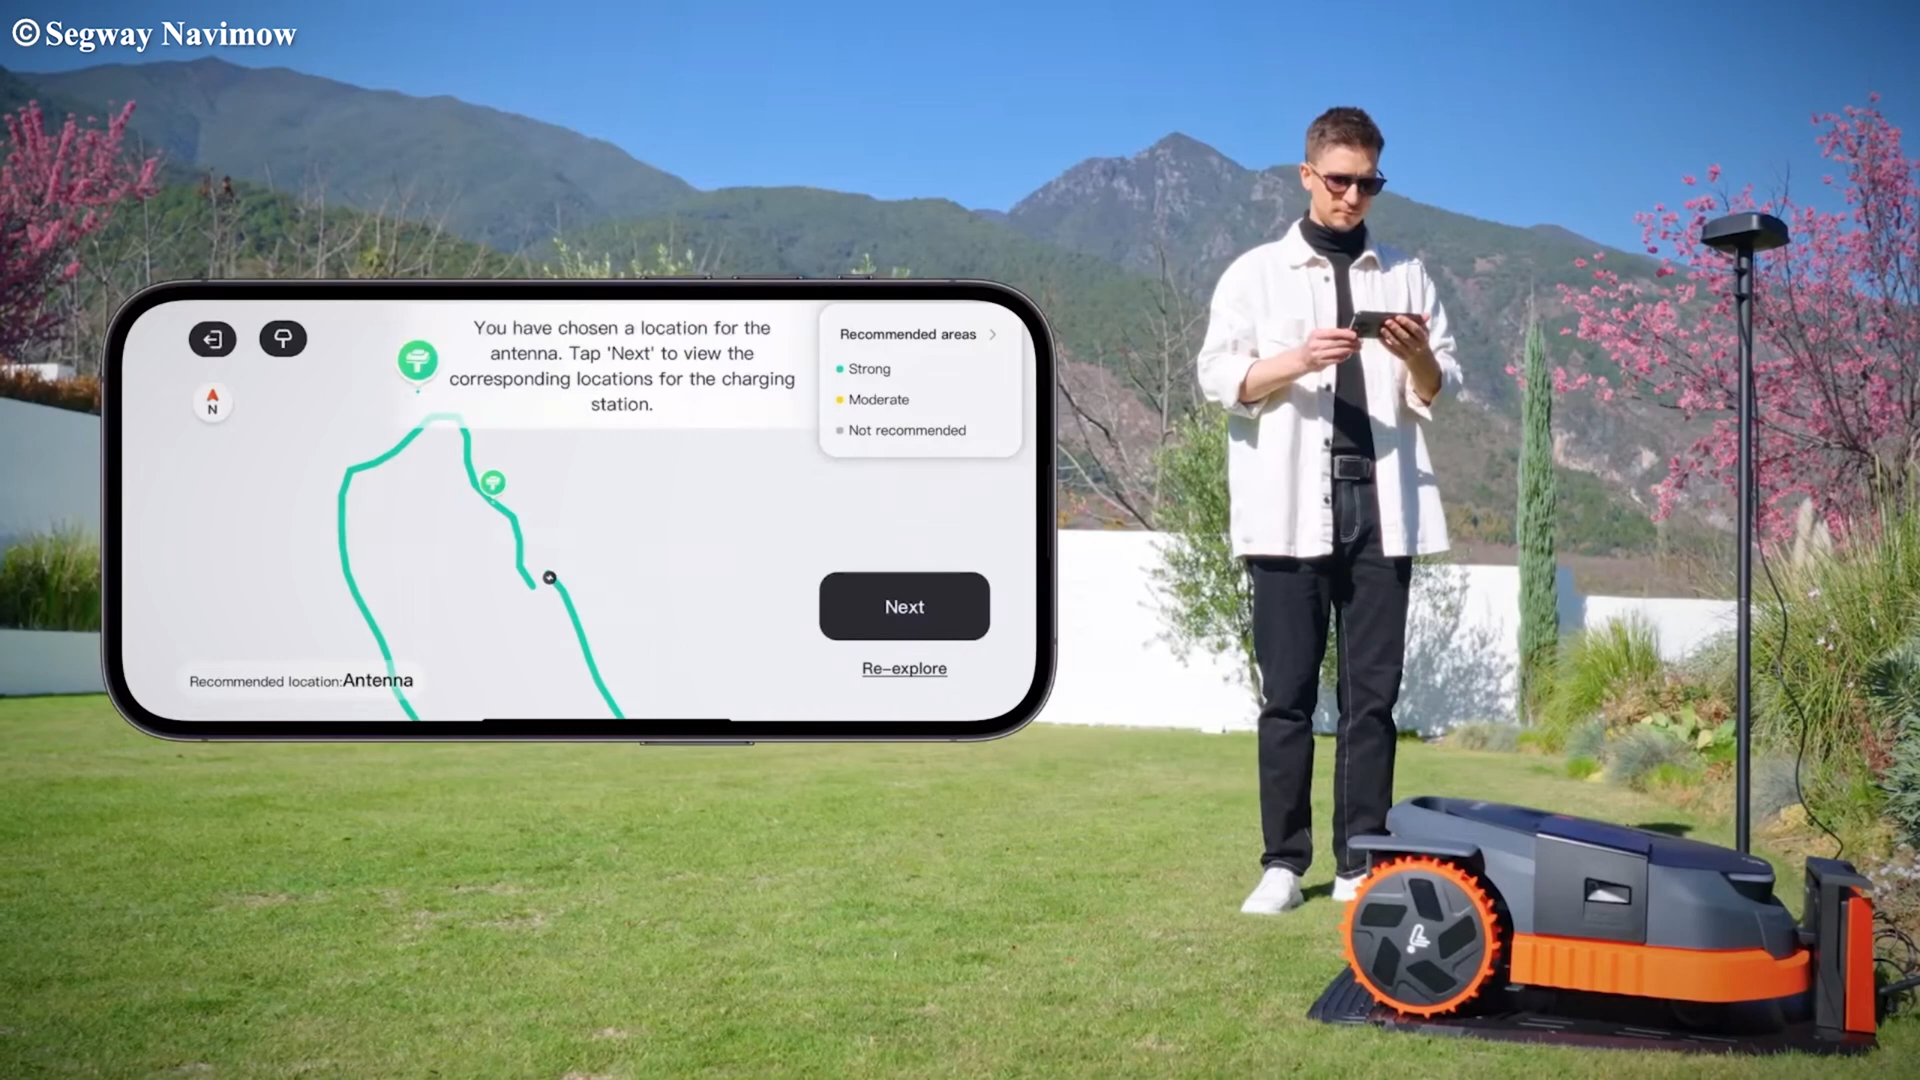 © Segway Navimow
You have chosen a location for the
antenna. Tap 'Next' to view the
corresponding locations for the charging
station.
Recommended areas
Strong
Moderate
Not recommended
N
Next
Re-explore
Recommended location:Antenna